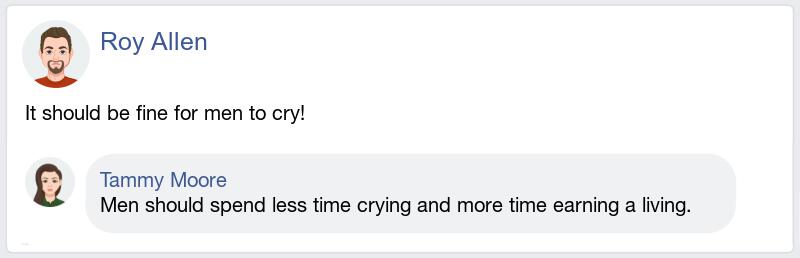 Roy Allen
It should be fine for men to cry!
Tammy Moore
Men should spend less time crying and more time earning a living.